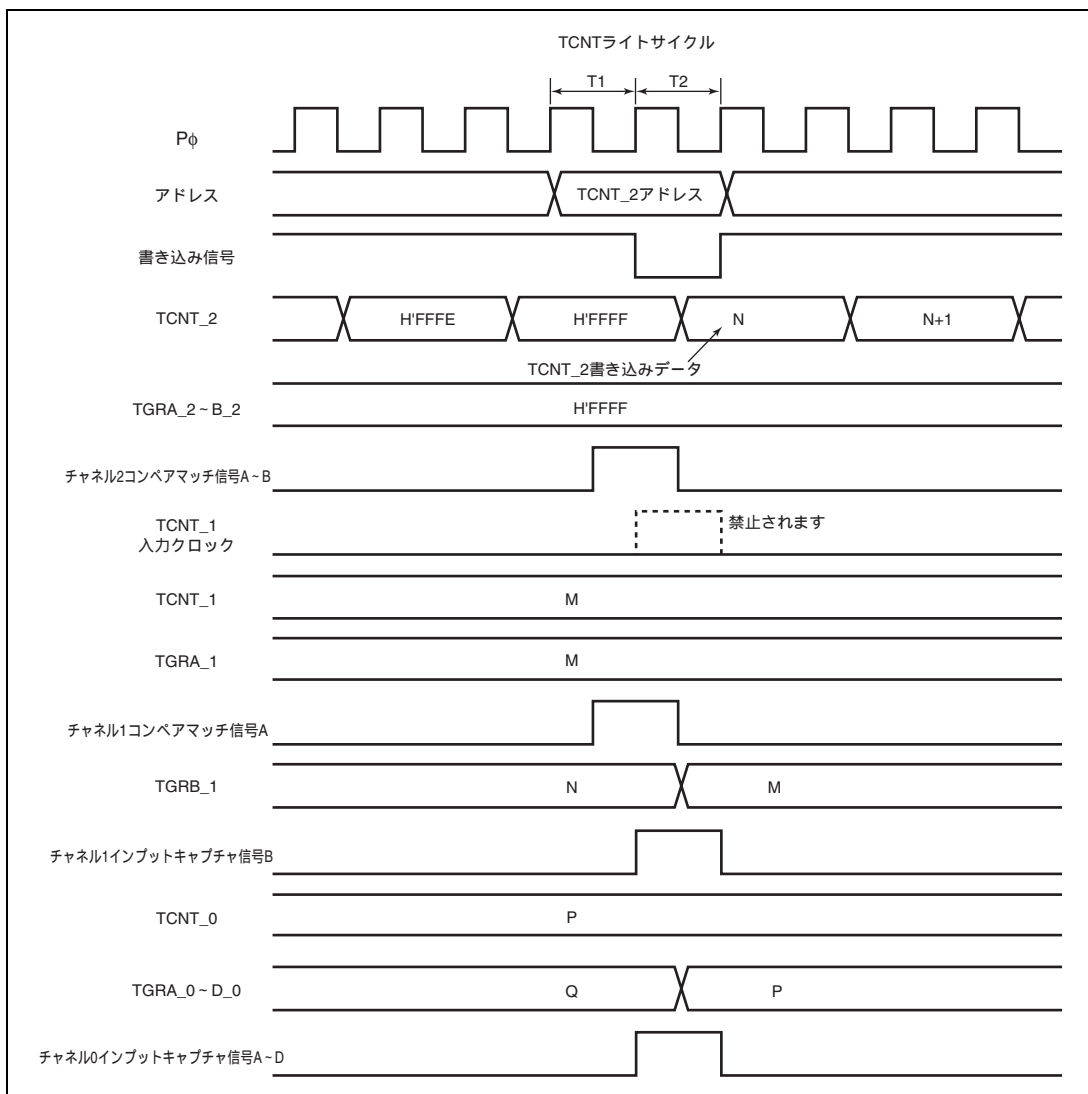 TCNTライトサイクル
T1 T2
Pφ
アドレス TCNT_2アドレス
書き込み信号
TCNT_2 H'FFFE H'FFFF N N+1
TCNT_2書き込みデータ
TGRA_2~B_2 H'FFFF
チャネル2コンペアマッチ信号A~B
TCNT_1
入力クロック 禁止されます
TCNT_1 M
TGRA_1 M
チャネル1コンペアマッチ信号A
TGRB_1 N M
チャネル1インプットキャプチャ信号B
TCNT_0 P
TGRA_0~D_0 Q P
チャネル0インプットキャプチャ信号A~D